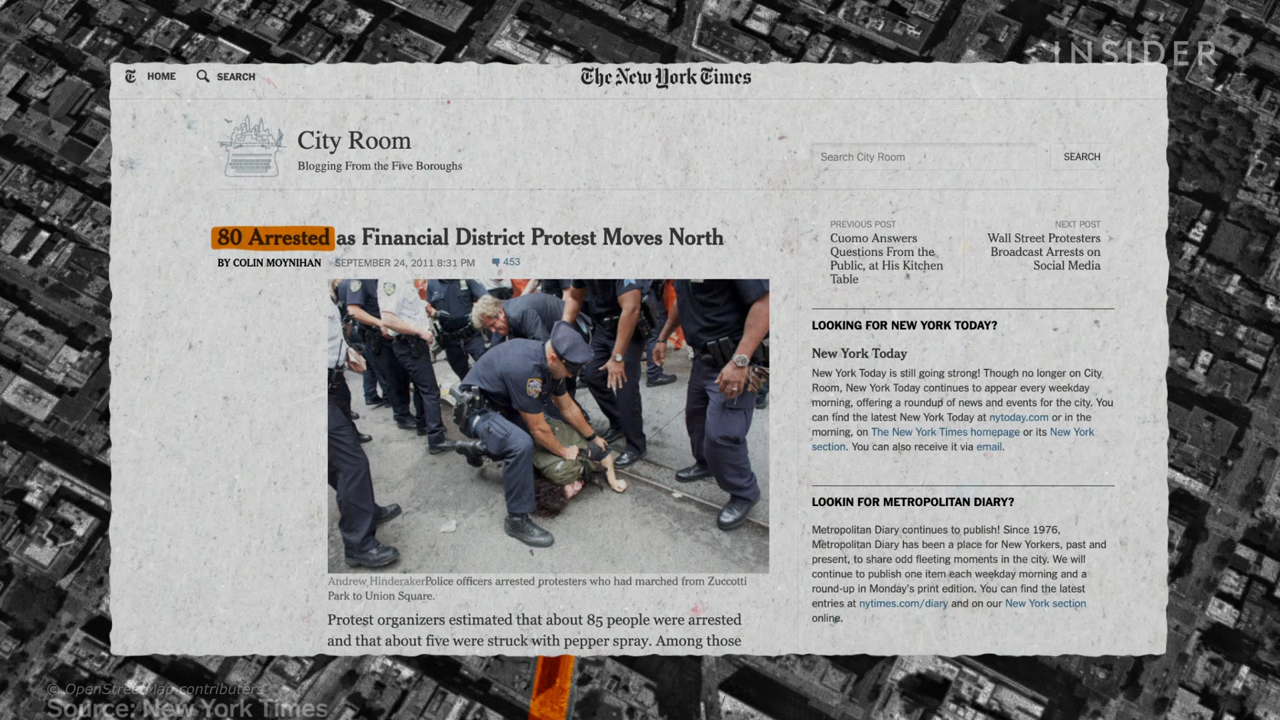 INSIDER
HOME
SEARCH
The New York Times
City Room
Blogging From the Five Boroughs
Search City Room
SEARCH
80 Arrested as Financial District Protest Moves North
BY COLIN MOYNIHAN SEPTEMBER 24, 2011 8:31 PM 453
PREVIOUS POST
Cuomo Answers
Questions From the
Public, at His Kitchen
Table
NEXT POST
Wall Street Protesters
Broadcast Arrests on
Social Media
LOOKING FOR NEW YORK TODAY?
New York Today
New York Today is still going strong! Though no longer on City
Room, New York Today continues to appear every weekday
morning, offering a roundup of news and events for the city. You
can find the latest New York Today at nytoday.com or in the
morning, on The New York Times homepage or its New York
section. You can also receive it via email.
LOOKIN FOR METROPOLITAN DIARY?
Metropolitan Diary continues to publish! Since 1976,
Metropolitan Diary has been a place for New Yorkers, past and
present, to share odd fleeting moments in the city. We will
continue to publish one item each weekday morning and a
round-up in Monday's print edition. You can find the latest
entries at nytimes.com/diary and on our New York section
online.
Andrew HinderakerPolice officers arrested protesters who had marched from Zuccotti
Park to Union Square.
Protest organizers estimated that about 85 people were arrested
and that about five were struck with pepper spray. Among those
© OpenStreetMap contributers
Source: New York Times